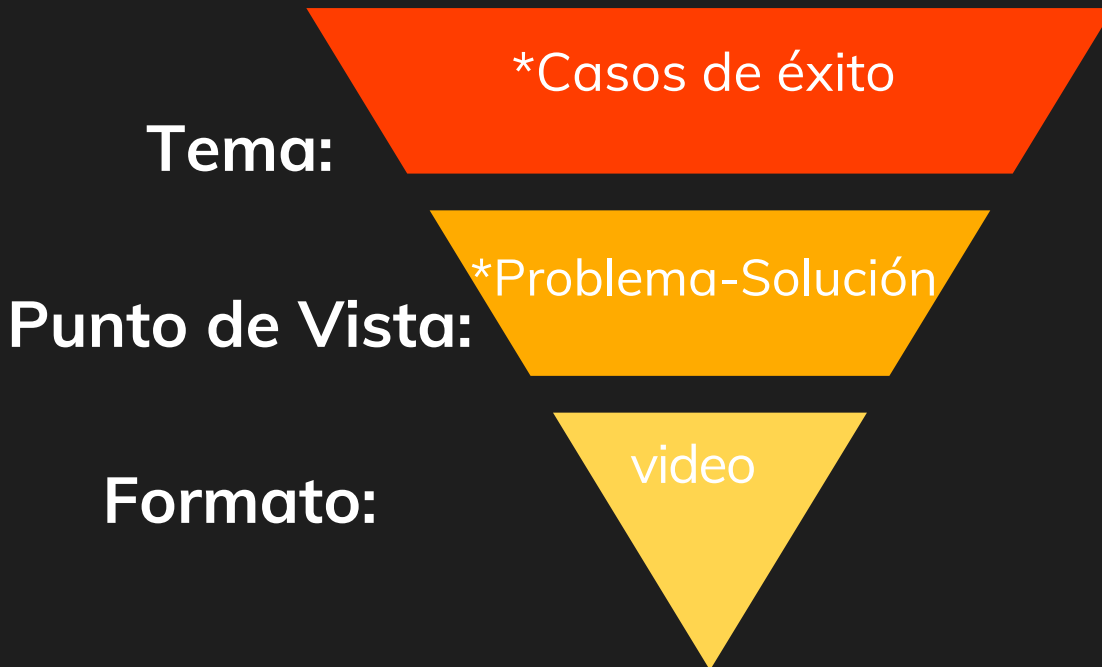 *Casos de éxito
Tema:
*Problema-Solución
Punto de Vista:
video
Formato: